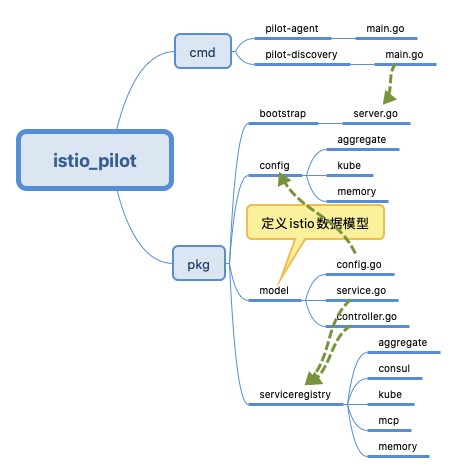 pilot-agent
main.go
cmd
pilot-discovery
main.go
bootstrap
server.go
aggregate
istio_pilot
config
kube
memory
定义istio数据模型
pkg
config.go
model
service.go
controller.go
aggregate
consul
serviceregistry
kube
mcp
memory